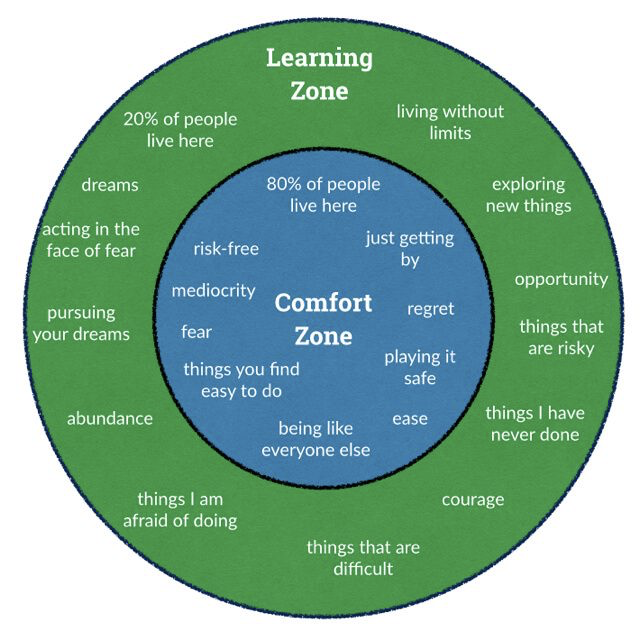 Learning
Zone
20% of people
live here
living without
limits
dreams
exploring
new things
acting in the
face of fear
opportunity
pursuing
your dreams
things that
are risky
abundance
things I have
never done
things I am
afraid of doing
courage
things that are
difficult
80% of people
live here
risk-free
just getting
by
mediocrity
Comfort
Zone
regret
fear
playing it
safe
things you find
easy to do
ease
being like
everyone else